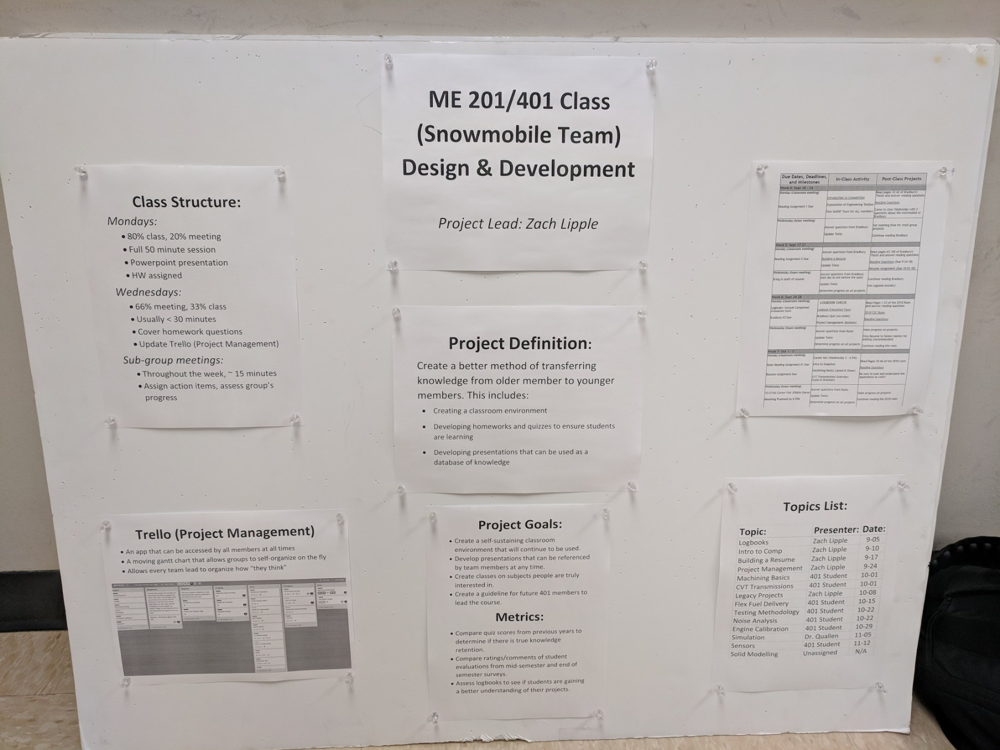 ME 201/401 Class
(Snowmobile Team)
Design & Development
Project Lead: Zach Lipple
Class Structure:
Mondays:
• 80% class, 20% meeting
• Full 50 minute session
• Powerpoint presentation
• HW assigned
Wednesdays:
• 66% meeting, 33% class
• Usually < 30 minutes
• Cover homework questions
• Update Trello (Project Management)
Sub-group meetings:
• Throughout the week, ~ 15 minutes
• Assign action items, assess group's
progress
Trello (Project Management)
• An app that can be accessed by all members at all times
• A moving gantt chart that allows groups to self-organize on the fly
• Allows every team lead to organize how "they think"
Project Definition:
Create a better method of transferring
knowledge from older member to younger
members. This includes:
• Creating a classroom environment
• Developing homeworks and quizzes to ensure students
are learning
• Developing presentations that can be used as a
database of knowledge
Project Goals:
• Create a self-sustaining classroom
environment that will continue to be used.
• Develop presentations that can be referenced
by team members at any time.
• Create classes on subjects people are truly
interested in.
• Create a guideline for future 401 members to
lead the course.
Metrics:
• Compare quiz scores from previous years to
determine if there is true knowledge
retention.
• Compare ratings/comments of student
evaluations from mid-semester and end of
semester surveys.
• Assess logbooks to see if students are gaining
a better understanding of their projects.
Due Dates, Deadlines,
and Milestones
In-Class Activity
Post-Class Projects
Week 4: Sept 10 - 14
Monday (classroom meeting)
Reading Assignment 1 Due
Introduction to Competition
Explanation of Engineering Toolbox
Plan SmERF Tours for ALL members
Read pages 32-62 of Bradbury's
Thesis and answer reading questions
Reading Questions
Come to class Wednesday with 2
questions about the snowmobile or
Bradbury
Wednesday (team meeting)
Answer questions from Bradbury
Update Trello
Set meeting time for small group
projects
Continue reading Bradbury
Week 5: Sept 17-21
Monday (classroom meeting)
Reading Assignment 2 Due
Answer questions from Bradbury
Building a Resume
Update Trello
Read pages 63-105 of Bradbury's
Thesis and answer reading questions
Reading Questions (Due 9-24-18)
Resume Assignment (Due 10-01-18)
Wednesday (team meeting)
Bring in draft of resume
Answer questions from Bradbury
(last day to ask before the quiz)
Update Trello
Determine progress on all projects
Continue reading Bradbury
Get logbook entries!!
Week 6: Sept 24-28
Monday (classroom meeting)
Logbooks: Include Completed
evaluation form
Bradbury #3 Due
LOGBOOK CHECK
Logbook Evaluation Form
Bradbury Quiz (no notes)
Project Management (Buttons)
Read Pages 1-32 of the 2018 Rules
and answer reading questions
2018 CSC Rules
Reading Questions
Wednesday (team meeting)
Answer questions from Rules
Update Trello
Determine progress on all projects
Make progress on projects
Give Resume to Senior mentor for
editing (recommended)
Continue reading the rules
Week 7: Oct 1 - 5
Monday (classroom meeting)
Rules Reading Assignment #1 Due
Resume Assignment Due
Career Fair (Wednesday 2 - 6 PM)
Intro to Snapshot
Machining Basics (Jared & Omar)
CVT Transmissions Overview
Reading Questions
Be sure to look and understand the
Appendices as well!
Wednesday (team meeting)
10/3/Fall Career Fair (Kibbie Dome)
Meeting Pushed to 8 PM
Answer questions from Rules
Update Trello
Determine progress on all projects
Make progress on projects
Continue reading the 2018 rules
Topics List:
Topic: Presenter: Date:
Logbooks Zach Lipple 9-05
Intro to Comp Zach Lipple 9-10
Building a Resume Zach Lipple 9-17
Project Management Zach Lipple 9-24
Machining Basics 401 Student 10-01
CVT Transmissions 401 Student 10-01
Legacy Projects Zach Lipple 10-08
Flex Fuel Delivery 401 Student 10-15
Testing Methodology 401 Student 10-22
Noise Analysis 401 Student 10-22
Engine Calibration 401 Student 10-29
Simulation Dr. Quallen 11-05
Sensors 401 Student 11-12
Solid Modelling Unassigned N/A